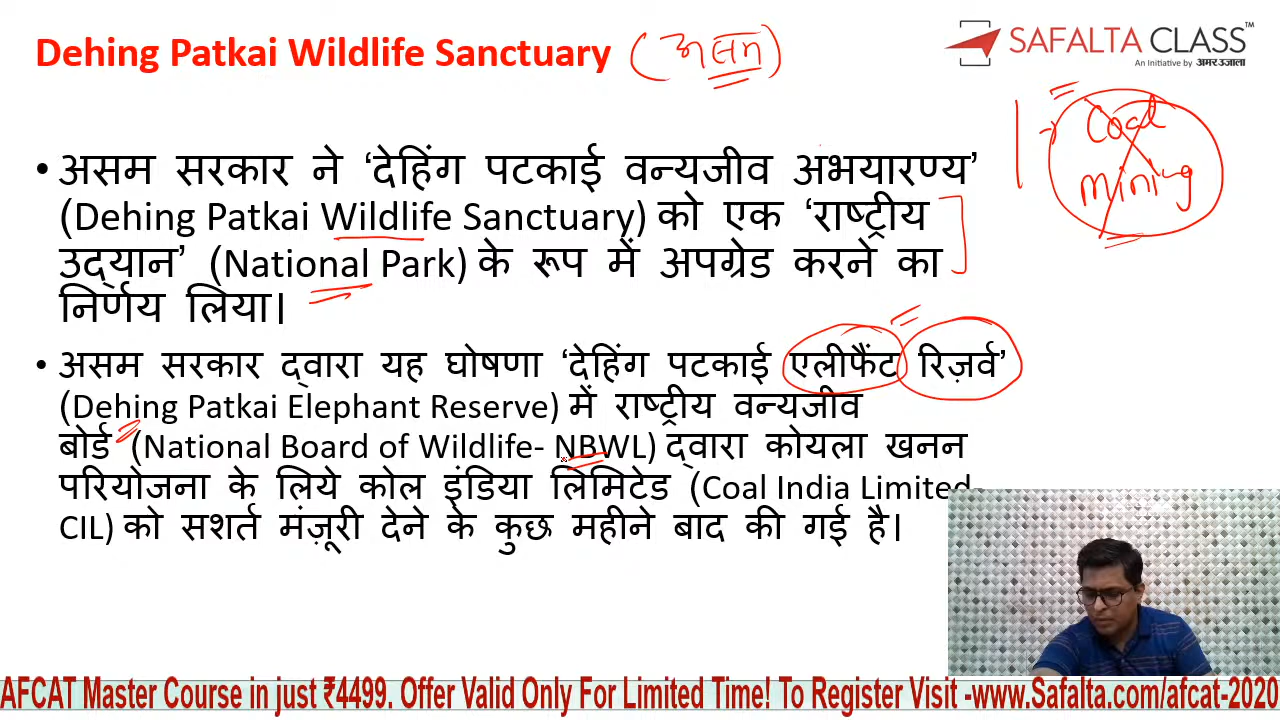 Dehing Patkai Wildlife Sanctuary (असम)
SAFALTA CLASS™
An Initiative by अमर उजाला
Coal
mining
• असम सरकार ने ‘देहिंग पटकाई वन्यजीव अभयारण्य’
(Dehing Patkai Wildlife Sanctuary) को एक ‘राष्ट्रीय
उद्यान’ (National Park) के रूप में अपग्रेड करने का
निर्णय लिया।
• असम सरकार द्वारा यह घोषणा ‘देहिंग पटकाई एलीफैंट रिज़र्व’
(Dehing Patkai Elephant Reserve) में राष्ट्रीय वन्यजीव
बोर्ड (National Board of Wildlife- NBWL) द्वारा कोयला खनन
परियोजना के लिये कोल इंडिया लिमिटेड (Coal India Limited-
CIL) को सशर्त मंज़ूरी देने के कुछ महीने बाद की गई है।
AFCAT Master Course in just ₹4499. Offer Valid Only For Limited Time! To Register Visit -www.Safalta.com/afcat-2020